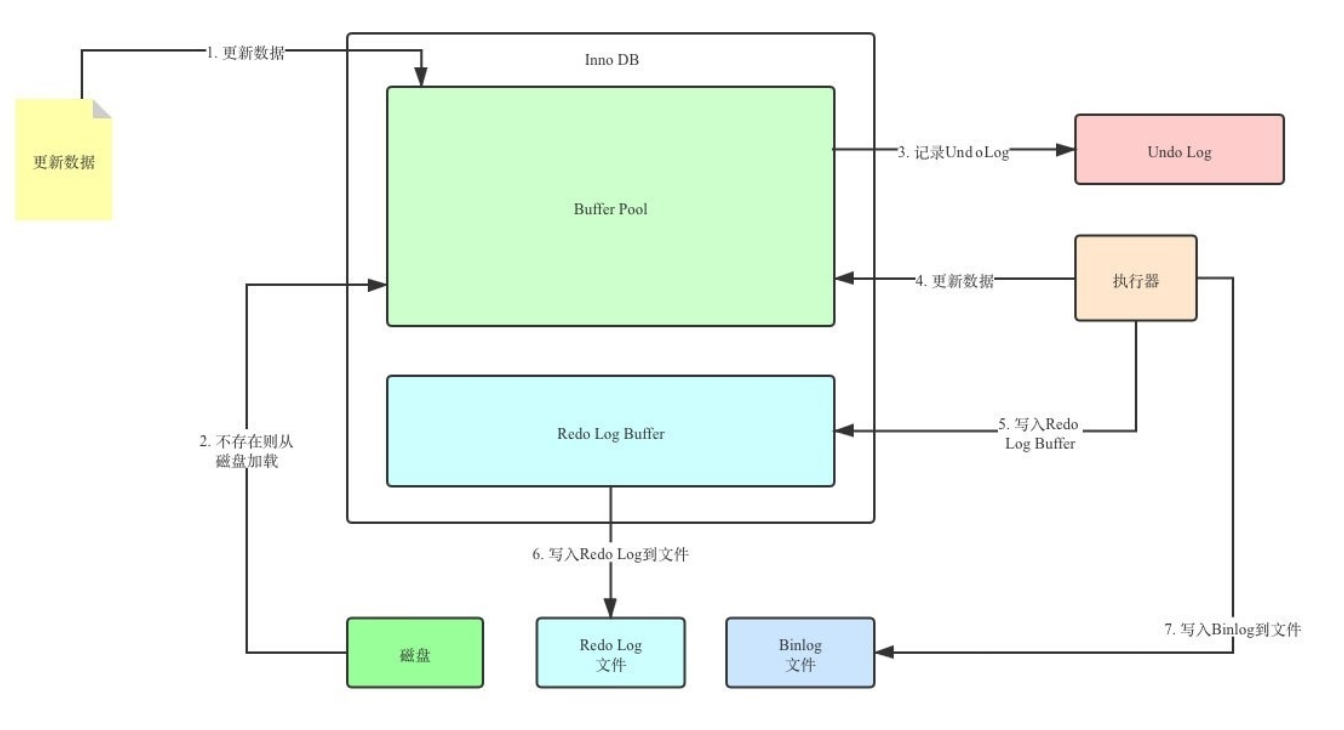 1. 更新数据
Inno DB
更新数据
Buffer Pool
3. 记录UndoLog
Undo Log
4. 更新数据
执行器
2. 不存在则从
磁盘加载
Redo Log Buffer
5. 写入Redo
Log Buffer
6. 写入Redo Log到文件
7. 写入Binlog到文件
磁盘
Redo Log
文件
Binlog
文件